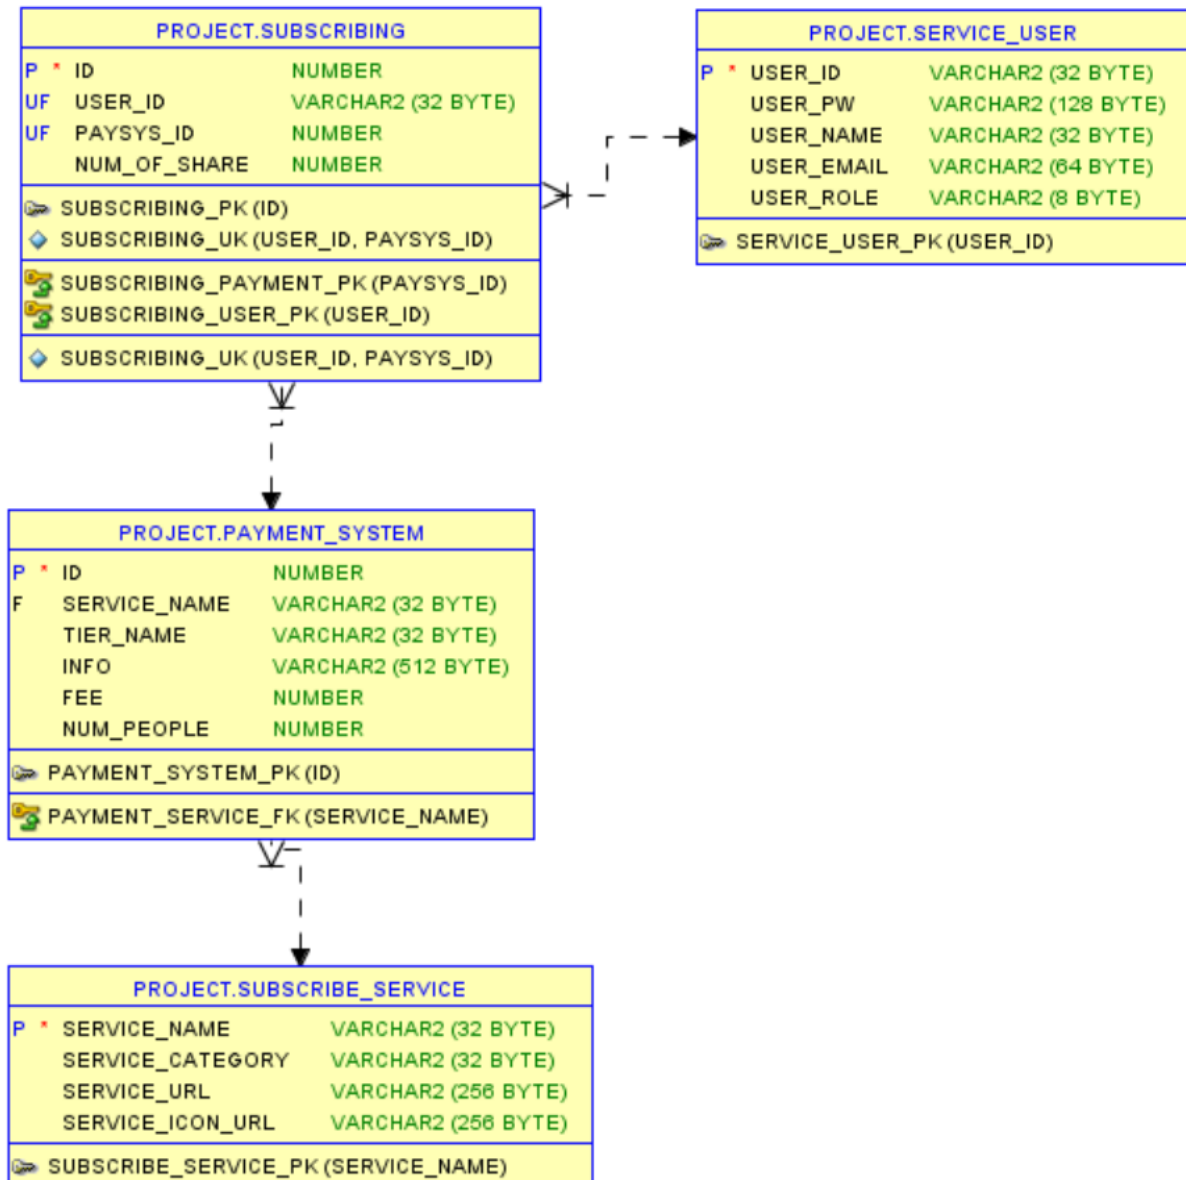 PROJECT.SUBSCRIBING
P * ID NUMBER
UF USER_ID VARCHAR2 (32 BYTE)
UF PAYSYS_ID NUMBER
NUM_OF_SHARE NUMBER
SUBSCRIBING_PK (ID)
SUBSCRIBING_UK (USER_ID, PAYSYS_ID)
SUBSCRIBING_PAYMENT_PK (PAYSYS_ID)
SUBSCRIBING_USER_PK (USER_ID)
SUBSCRIBING_UK (USER_ID, PAYSYS_ID)
PROJECT.SERVICE_USER
P * USER_ID VARCHAR2 (32 BYTE)
USER_PW VARCHAR2 (128 BYTE)
USER_NAME VARCHAR2 (32 BYTE)
USER_EMAIL VARCHAR2 (64 BYTE)
USER_ROLE VARCHAR2 (8 BYTE)
SERVICE_USER_PK (USER_ID)
PROJECT.PAYMENT_SYSTEM
P * ID NUMBER
F SERVICE_NAME VARCHAR2 (32 BYTE)
TIER_NAME VARCHAR2 (32 BYTE)
INFO VARCHAR2 (512 BYTE)
FEE NUMBER
NUM_PEOPLE NUMBER
PAYMENT_SYSTEM_PK (ID)
PAYMENT_SERVICE_FK (SERVICE_NAME)
PROJECT.SUBSCRIBE_SERVICE
P * SERVICE_NAME VARCHAR2 (32 BYTE)
SERVICE_CATEGORY VARCHAR2 (32 BYTE)
SERVICE_URL VARCHAR2 (256 BYTE)
SERVICE_ICON_URL VARCHAR2 (256 BYTE)
SUBSCRIBE_SERVICE_PK (SERVICE_NAME)